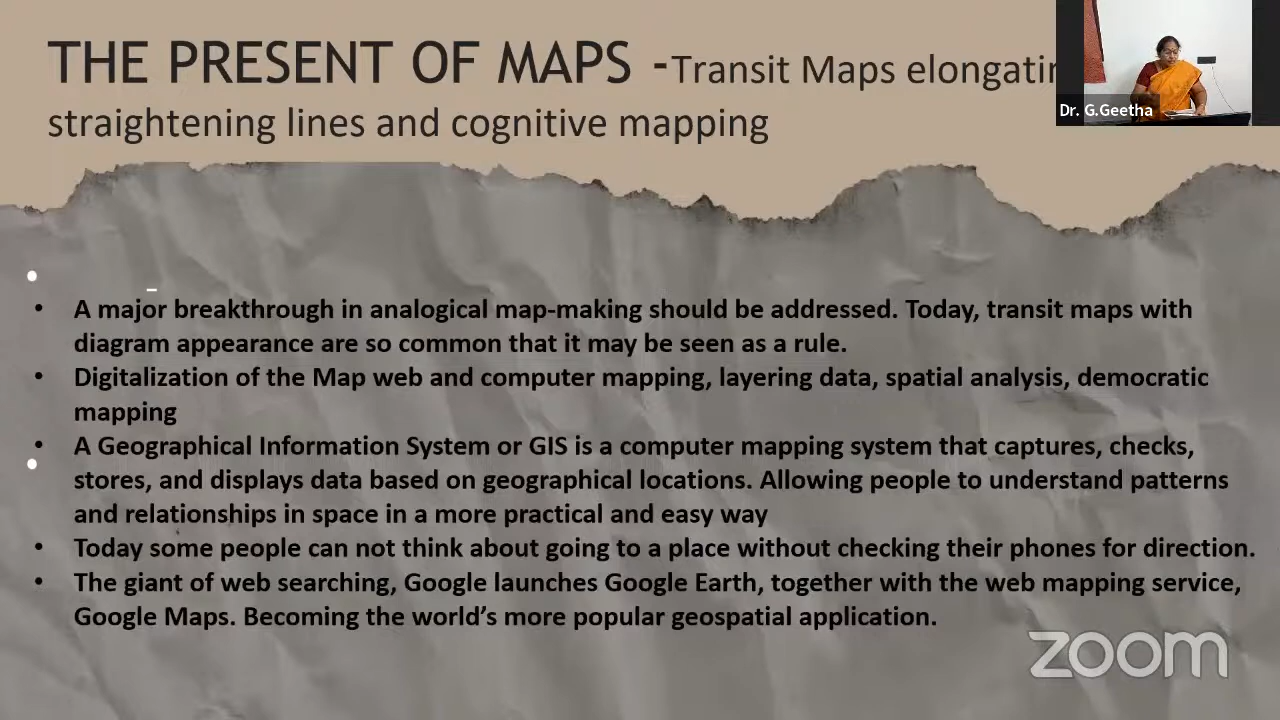 THE PRESENT OF MAPS -Transit Maps
straightening lines and cognitive mapping
Dr. G.Geetha
• A major breakthrough in analogical map-making should be addressed. Today, transit maps with
diagram appearance are so common that it may be seen as a rule.
• Digitalization of the Map web and computer mapping, layering data, spatial analysis, democratic
mapping
• A Geographical Information System or GIS is a computer mapping system that captures, checks,
stores, and displays data based on geographical locations. Allowing people to understand patterns
and relationships in space in a more practical and easy way
• Today some people can not think about going to a place without checking their phones for direction.
• The giant of web searching, Google launches Google Earth, together with the web mapping service,
Google Maps. Becoming the world’s more popular geospatial application.
zoom